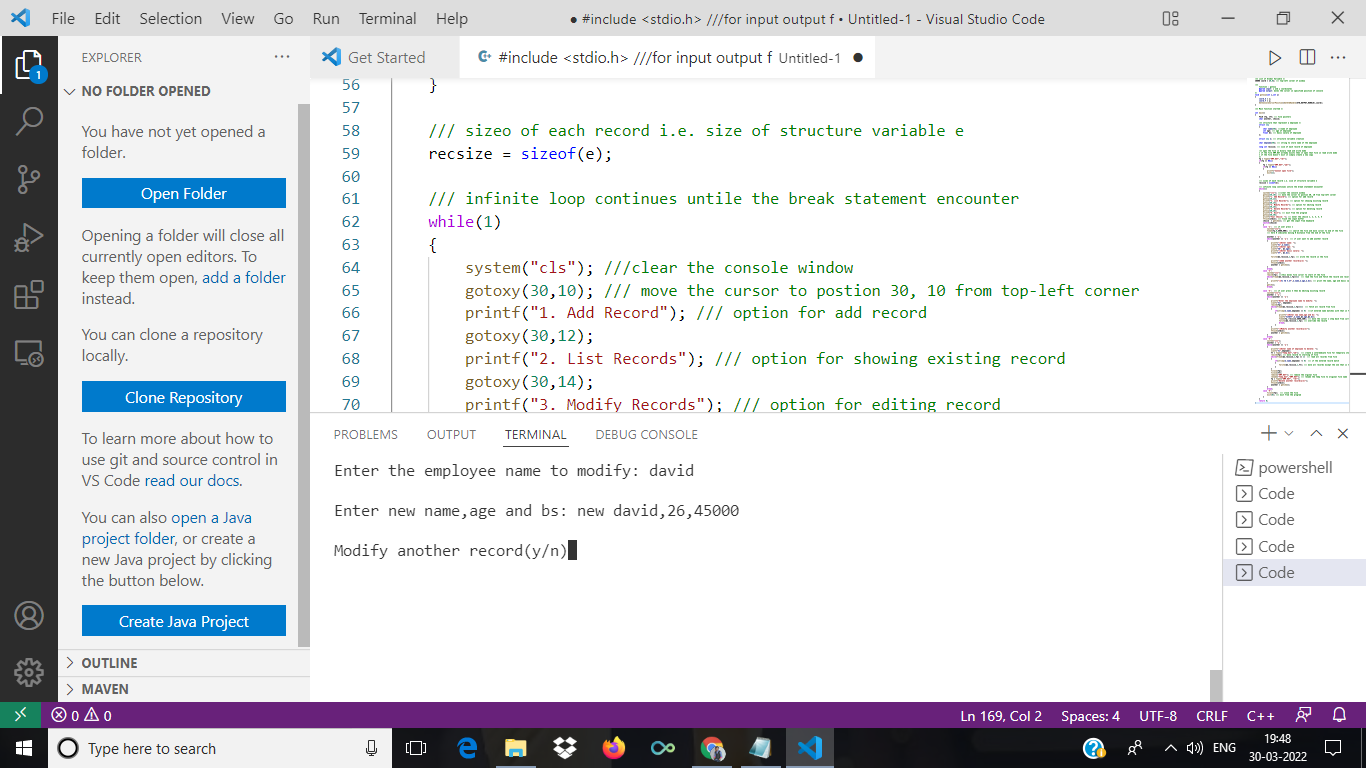 File Edit Selection View Go Run Terminal Help
● #include <stdio.h> ///for input output f • Untitled-1 - Visual Studio Code
EXPLORER
NO FOLDER OPENED
You have not yet opened a
folder.
Open Folder
Opening a folder will close all
currently open editors. To
keep them open, add a folder
instead.
You can clone a repository
locally.
Clone Repository
To learn more about how to
use git and source control in
VS Code read our docs.
You can also open a Java
project folder, or create a
new Java project by clicking
the button below.
Create Java Project
OUTLINE
MAVEN
1
Get Started
#include <stdio.h> ///for input output f Untitled-1 ●
56 }
57
58 /// sizeo of each record i.e. size of structure variable e
59 recsize = sizeof(e);
60
61 /// infinite loop continues untile the break statement encounter
62 while(1)
63 {
64 system("cls"); ///clear the console window
65 gotoxy(30,10); /// move the cursor to postion 30, 10 from top-left corner
66 printf("1. Add Record"); /// option for add record
67 gotoxy(30,12);
68 printf("2. List Records"); /// option for showing existing record
69 gotoxy(30,14);
70 printf("3. Modify Records"); /// option for editing record
PROBLEMS OUTPUT TERMINAL DEBUG CONSOLE
Enter the employee name to modify: david
Enter new name,age and bs: new david,26,45000
Modify another record(y/n)
powershell
Code
Code
Code
Code
0 0
Ln 169, Col 2 Spaces: 4 UTF-8 CRLF C++
Type here to search
ENG
19:48
30-03-2022